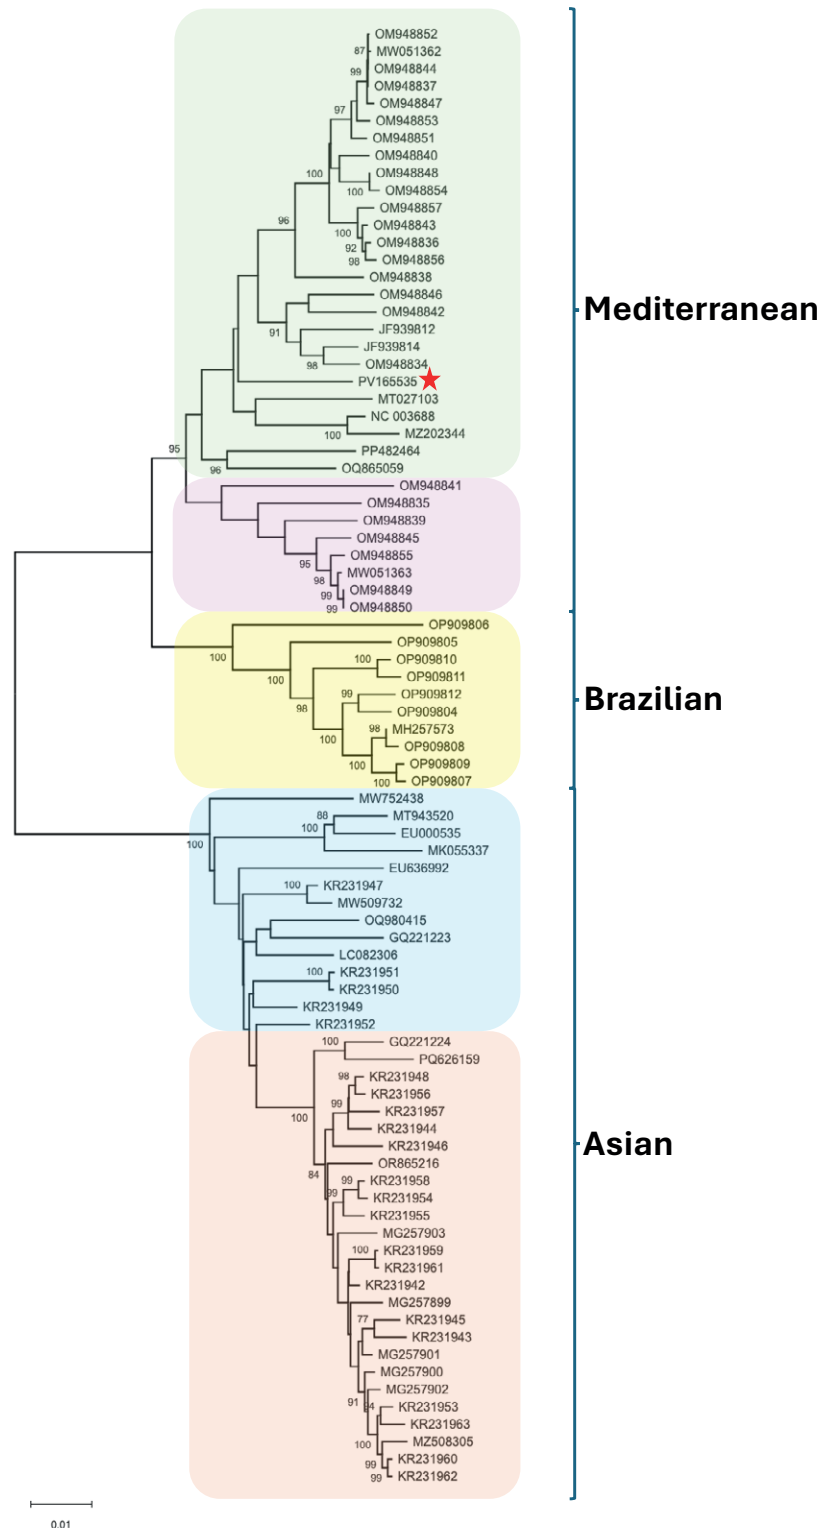 OM948852
87
MW051362
99
OM948844
OM948837
OM948847
97
OM948853
OM948851
OM948840
100
OM948848
100
OM948854
OM948857
96
OM948843
100
OM948836
92
98
OM948856
OM948838
OM948846
OM948842
91
JF939812
JF939814
98
OM948834
PV165535
MT027103
NC 003688
100
MZ202344
95
PP482464
96
OQ865059
Mediterranean
OM948841
OM948835
OM948839
OM948845
95
OM948855
98
MW051363
99
OM948849
99
OM948850
OP909806
100
OP909805
100
100
OP909810
OP909811
99
OP909812
98
OP909804
98
MH257573
100
OP909808
100
OP909809
100
OP909807
Brazilian
MW752438
88
MT943520
100
EU000535
100
MK055337
EU636992
100
KR231947
MW509732
OQ980415
GQ221223
LC082306
100
KR231951
KR231950
KR231949
KR231952
100
GQ221224
PQ626159
98
KR231948
KR231956
99
KR231957
100
KR231944
KR231946
84
OR865216
99
KR231958
99
KR231954
KR231955
MG257903
100
KR231959
KR231961
KR231942
MG257899
77
KR231945
KR231943
MG257901
MG257900
MG257902
91
94
KR231953
KR231963
100
MZ508305
99
KR231960
99
KR231962
Asian
0.01